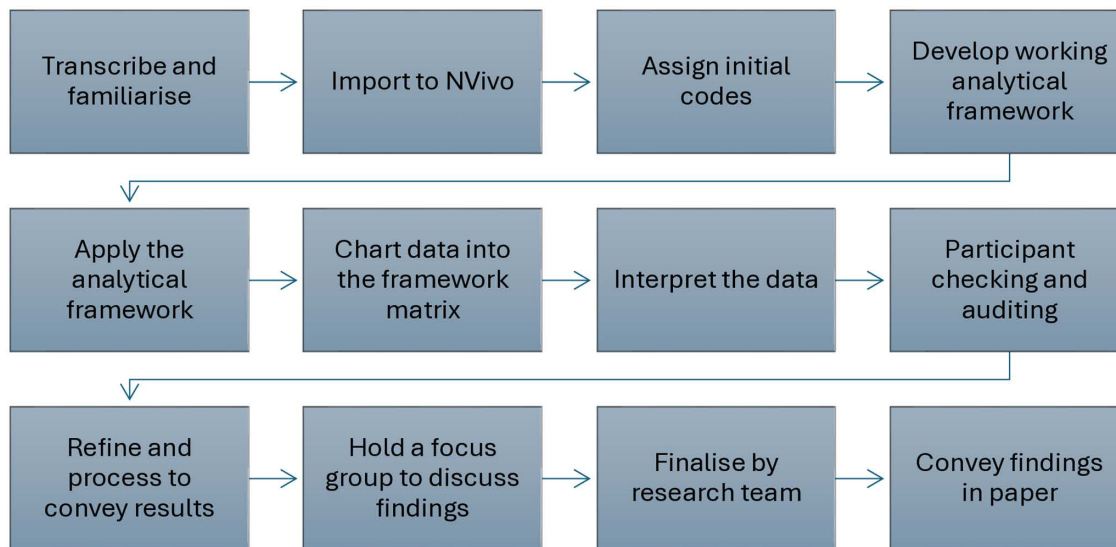 Transcribe and
familiarise
Import to NVivo
Assign initial
codes
Develop working
analytical
framework
Apply the
analytical
framework
Chart data into
the framework
matrix
Interpret the data
Participant
checking and
auditing
Refine and
process to
convey results
Hold a focus
group to discuss
findings
Finalise by
research team
Convey findings
in paper